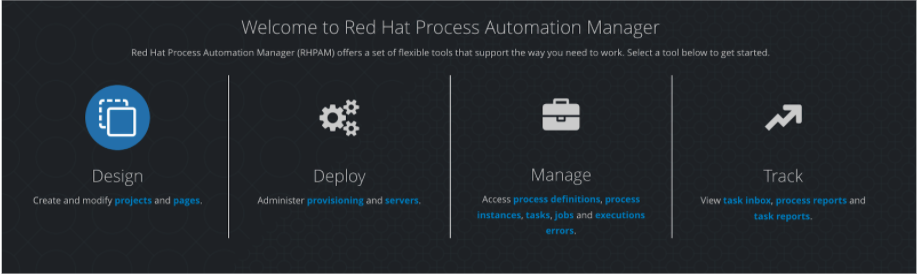 Welcome to Red Hat Process Automation Manager
Red Hat Process Automation Manager (RHPAM) offers a set of flexible tools that support the way you need to work. Select a tool below to get started.
Design
Create and modify projects and pages.
Deploy
Administer provisioning and servers.
Manage
Access process definitions, process
instances, tasks, jobs and executions
errors.
Track
View task inbox, process reports and
task reports.